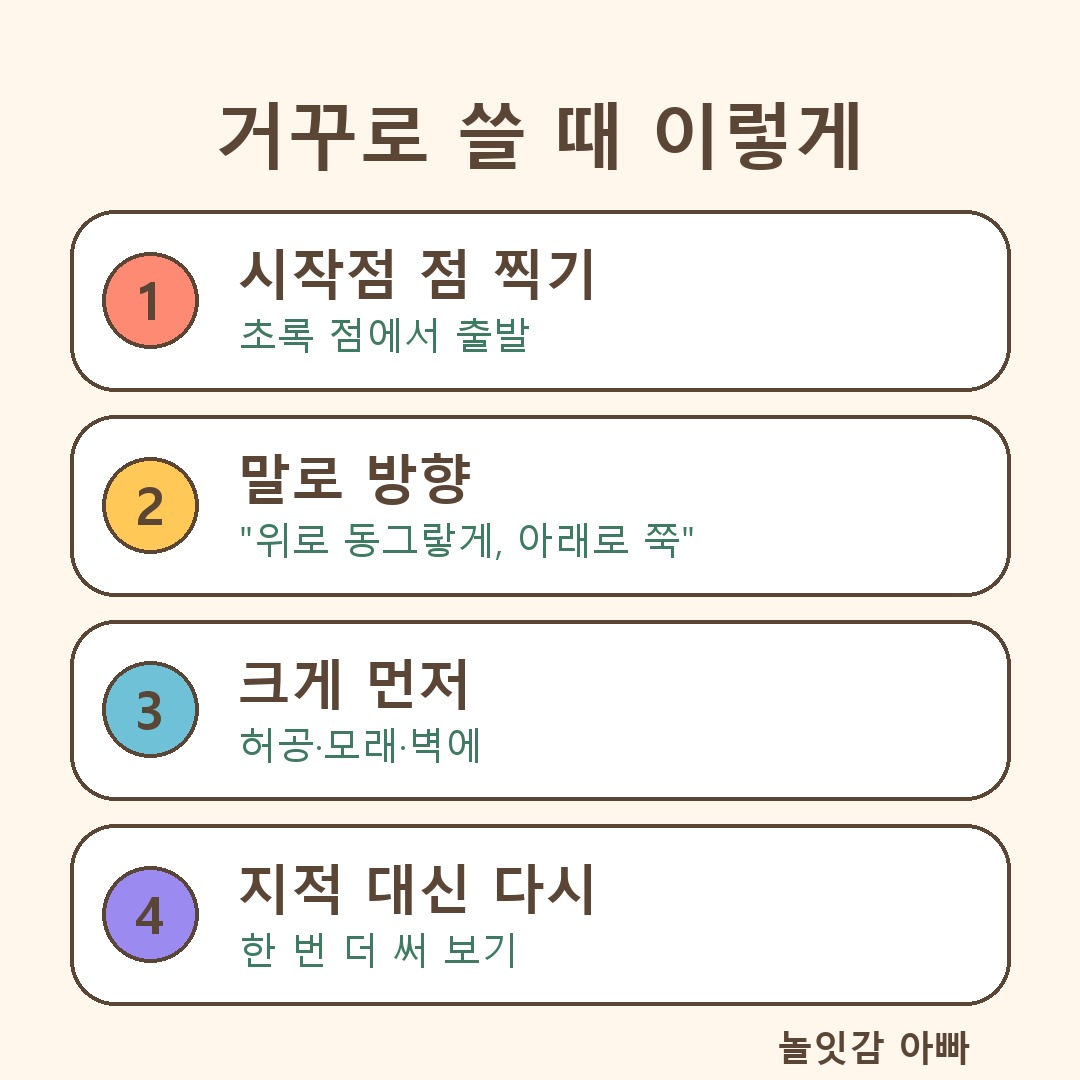 거꾸로 쓸 때 이렇게
1
시작점 점 찍기
초록 점에서 출발
2
말로 방향
"위로 동그랗게, 아래로 쭉"
3
크게 먼저
허공·모래·벽에
4
지적 대신 다시
한 번 더 써 보기
놀잇감 아빠